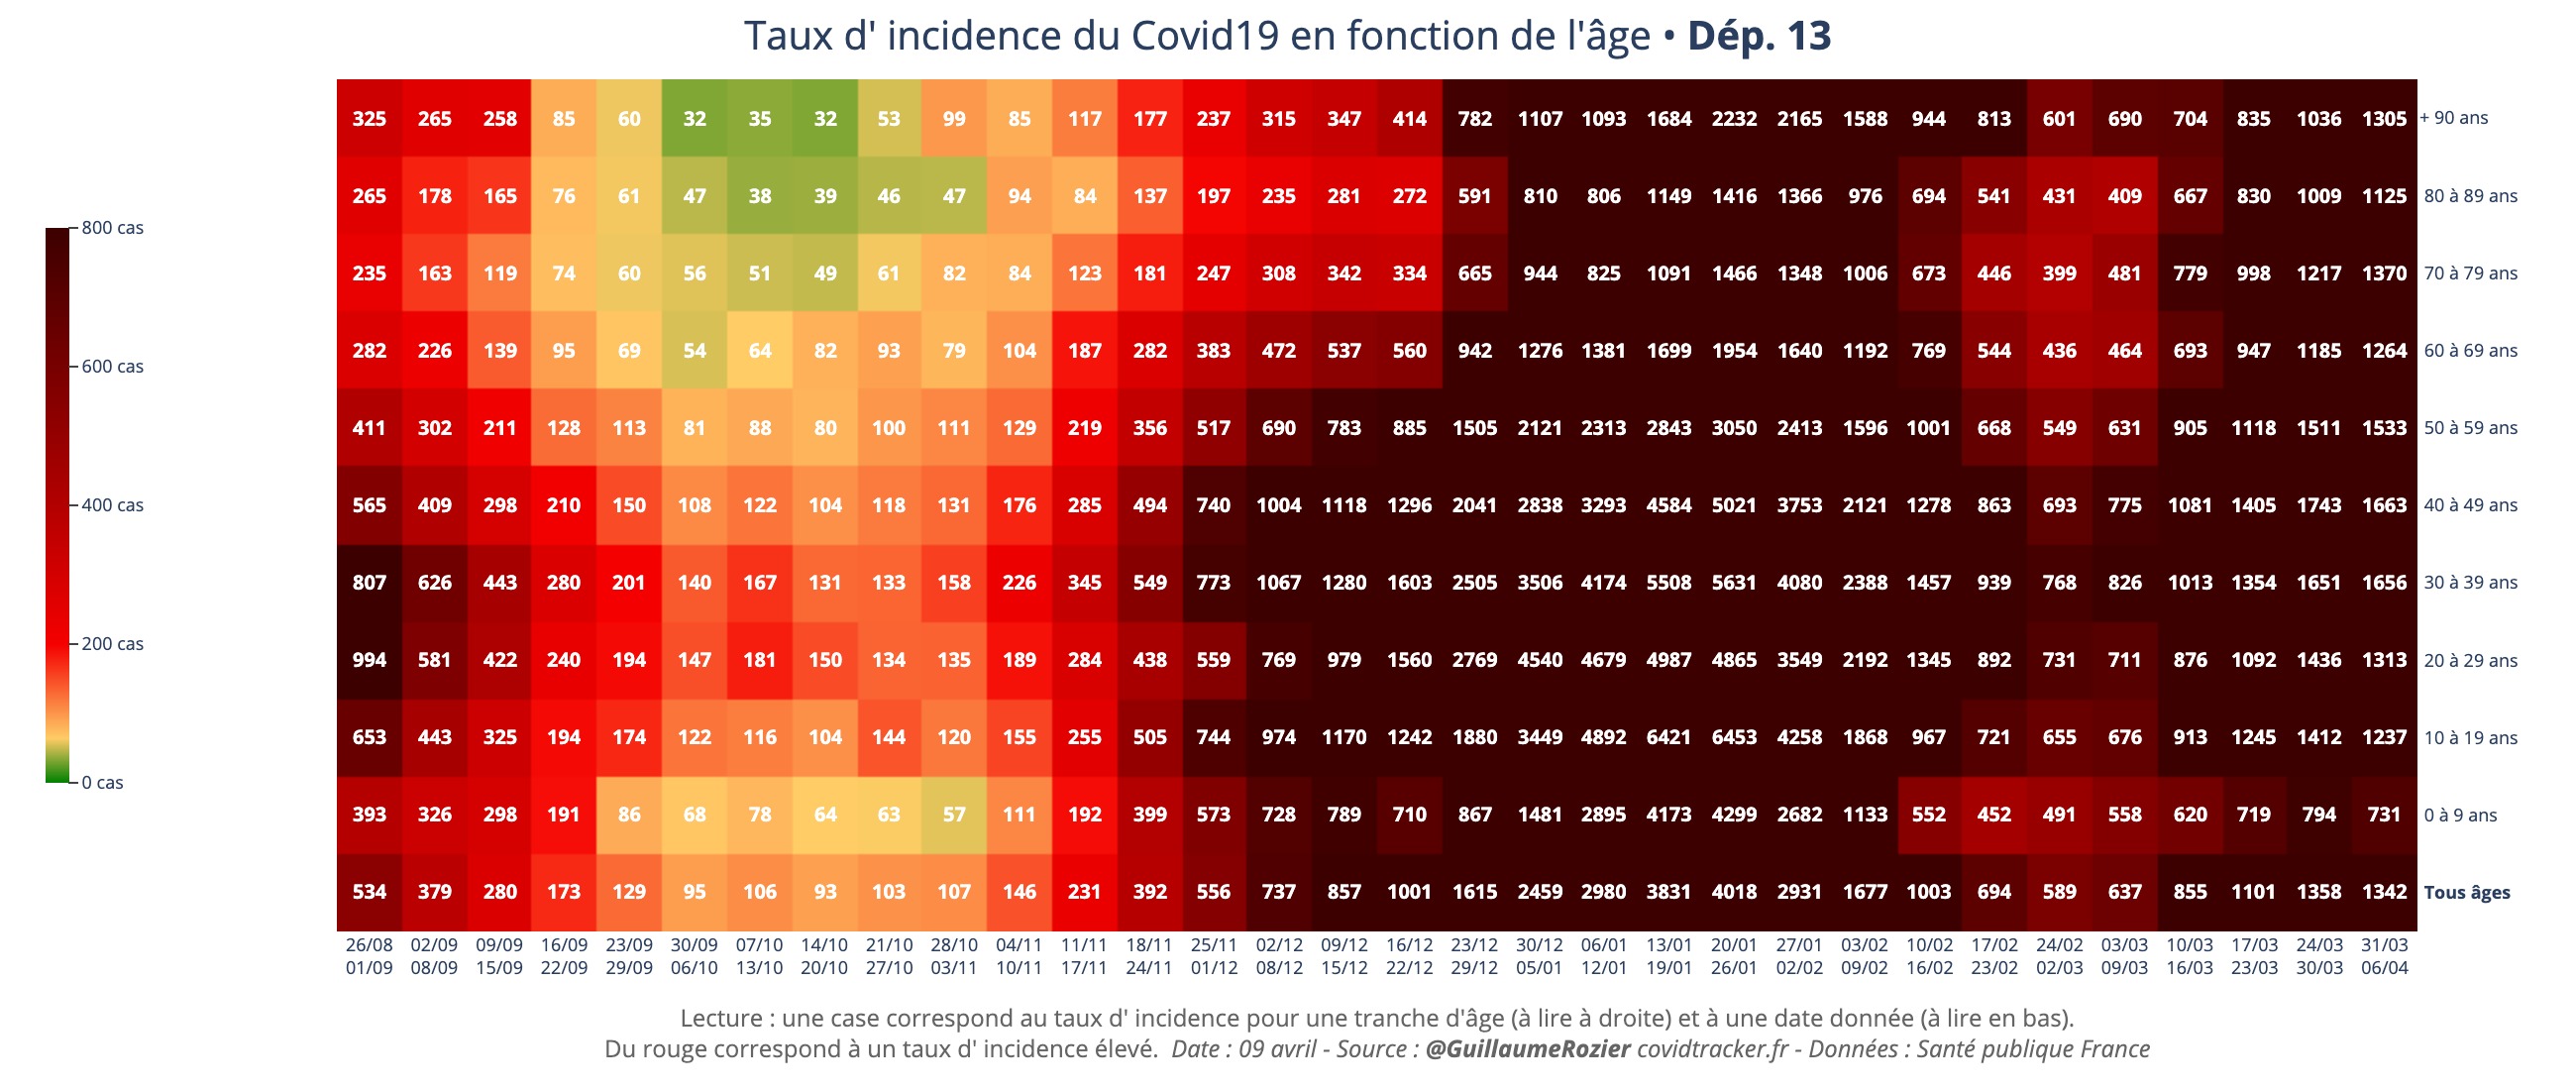 Taux d' incidence du Covid19 en fonction de l'âge • Dép. 13
325 265 258 85 60 32 35 32 53 99 85 117 177 237 315 347 414 782 1107 1093 1684 2232 2165 1588 944 813 601 690 704 835 1036 1305 + 90 ans
265 178 165 76 61 47 38 39 46 47 94 84 137 197 235 281 272 591 810 806 1149 1416 1366 976 694 541 431 409 667 830 1009 1125 80 à 89 ans
800 cas
235 163 119 74 60 56 51 49 61 82 84 123 181 247 308 342 334 665 944 825 1091 1466 1348 1006 673 446 399 481 779 998 1217 1370 70 à 79 ans
282 226 139 95 69 54 64 82 93 79 104 187 282 383 472 537 560 942 1276 1381 1699 1954 1640 1192 769 544 436 464 693 947 1185 1264 60 à 69 ans
600 cas
411 302 211 128 113 81 88 80 100 111 129 219 356 517 690 783 885 1505 2121 2313 2843 3050 2413 1596 1001 668 549 631 905 1118 1511 1533 50 à 59 ans
400 cas
565 409 298 210 150 108 122 104 118 131 176 285 494 740 1004 1118 1296 2041 2838 3293 4584 5021 3753 2121 1278 863 693 775 1081 1405 1743 1663 40 à 49 ans
807 626 443 280 201 140 167 131 133 158 226 345 549 773 1067 1280 1603 2505 3506 4174 5508 5631 4080 2388 1457 939 768 826 1013 1354 1651 1656 30 à 39 ans
200 cas
994 581 422 240 194 147 181 150 134 135 189 284 438 559 769 979 1560 2769 4540 4679 4987 4865 3549 2192 1345 892 731 711 876 1092 1436 1313 20 à 29 ans
653 443 325 194 174 122 116 104 144 120 155 255 505 744 974 1170 1242 1880 3449 4892 6421 6453 4258 1868 967 721 655 676 913 1245 1412 1237 10 à 19 ans
0 cas
393 326 298 191 86 68 78 64 63 57 111 192 399 573 728 789 710 867 1481 2895 4173 4299 2682 1133 552 452 491 558 620 719 794 731 0 à 9 ans
534 379 280 173 129 95 106 93 103 107 146 231 392 556 737 857 1001 1615 2459 2980 3831 4018 2931 1677 1003 694 589 637 855 1101 1358 1342 Tous âges
26/08 02/09 09/09 16/09 23/09 30/09 07/10 14/10 21/10 28/10 04/11 11/11 18/11 25/11 02/12 09/12 16/12 23/12 30/12 06/01 13/01 20/01 27/01 03/02 10/02 17/02 24/02 03/03 10/03 17/03 24/03 31/03
01/09 08/09 15/09 22/09 29/09 06/10 13/10 20/10 27/10 03/11 10/11 17/11 24/11 01/12 08/12 15/12 22/12 29/12 05/01 12/01 19/01 26/01 02/02 09/02 16/02 23/02 02/03 09/03 16/03 23/03 30/03 06/04
Lecture : une case correspond au taux d' incidence pour une tranche d'âge (à lire à droite) et à une date donnée (à lire en bas).
Du rouge correspond à un taux d' incidence élevé. Date : 09 avril - Source : @GuillaumeRozier covidtracker.fr - Données : Santé publique France